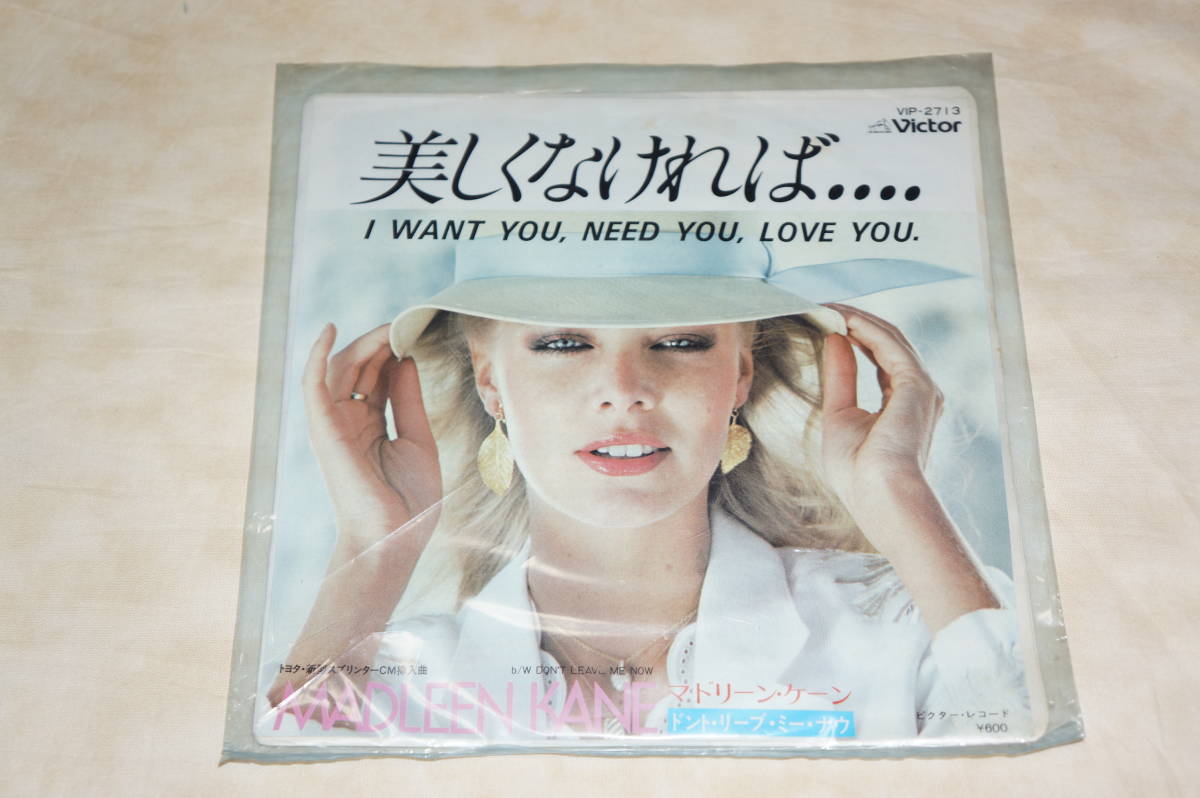 VIP-2713
Victor
美しくなければ....
I WANT YOU, NEED YOU, LOVE YOU.
トヨタ・新型スプリンターCM挿入曲
b/W DON'T LEAVE ME NOW
MADLEEN KANE
マドリーン・ケーン
ドント・リーブ・ミー・ナウ
ビクター・レコード
¥600